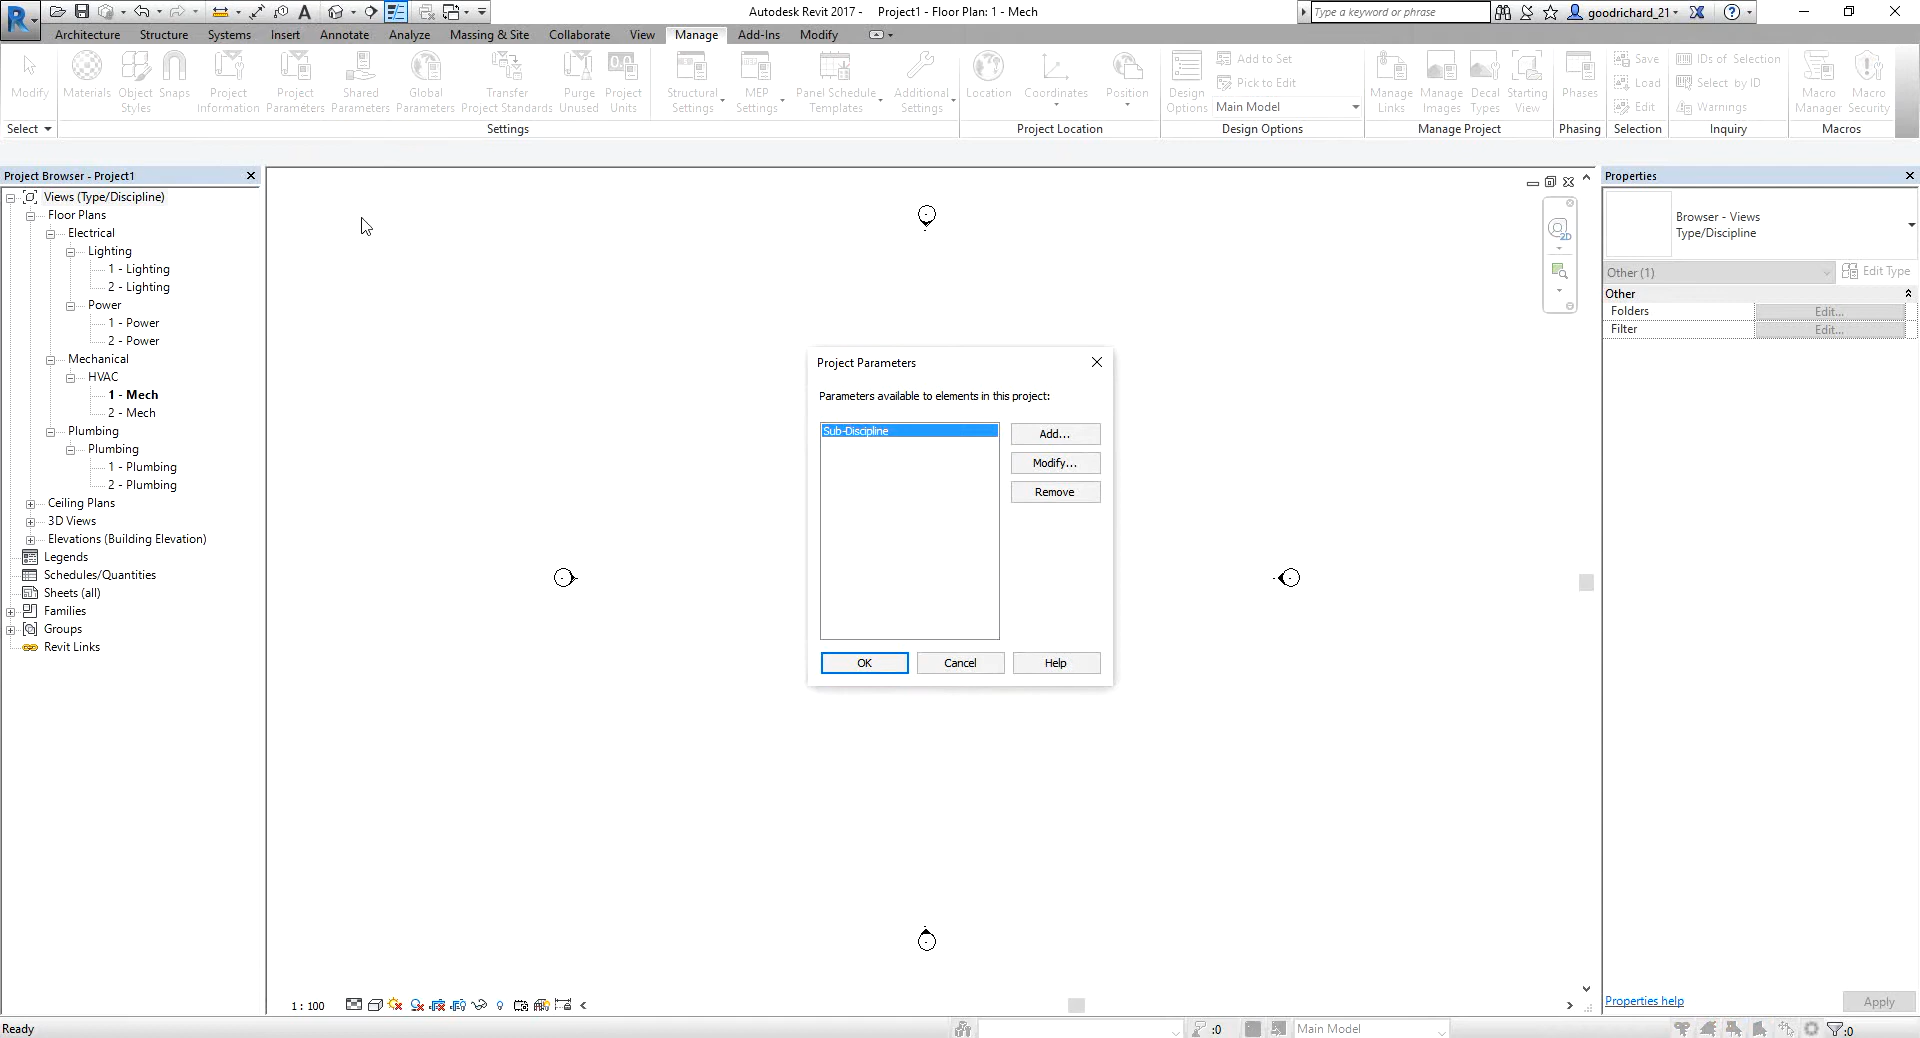 Autodesk Revit 2017 - Project1 - Floor Plan: 1 - Mech
Type a keyword or phrase
goodrichard_21
Architecture Structure Systems Insert Annotate Analyze Massing & Site Collaborate View Manage Add-Ins Modify
Modify
Materials
Object Styles
Snaps
Project Information
Project Parameters
Shared Parameters
Global Parameters
Transfer Project Standards
Purge Unused
Project Units
Structural Settings
MEP Settings
Panel Schedule Templates
Additional Settings
Location
Coordinates
Position
Design Options
Add to Set
Pick to Edit
Main Model
Manage Links
Manage Images
Decal Types
Starting View
Phases
Save
Load
Edit
IDs of Selection
Select by ID
Warnings
Macro Manager
Macro Security
Select
Settings
Project Location
Design Options
Manage Project
Phasing
Selection
Inquiry
Macros
Project Browser - Project1
Views (Type/Discipline)
Floor Plans
Electrical
Lighting
1 - Lighting
2 - Lighting
Power
1 - Power
2 - Power
Mechanical
HVAC
1 - Mech
2 - Mech
Plumbing
Plumbing
1 - Plumbing
2 - Plumbing
Ceiling Plans
3D Views
Elevations (Building Elevation)
Legends
Schedules/Quantities
Sheets (all)
Families
Groups
Revit Links
2D
Project Parameters
Parameters available to elements in this project:
Sub-Discipline
Add...
Modify...
Remove
OK Cancel Help
Properties
Browser - Views
Type/Discipline
Other (1)
Edit Type
Other
Folders Edit...
Filter Edit...
Properties help
Apply
1 : 100
Ready
:0
Main Model
:0